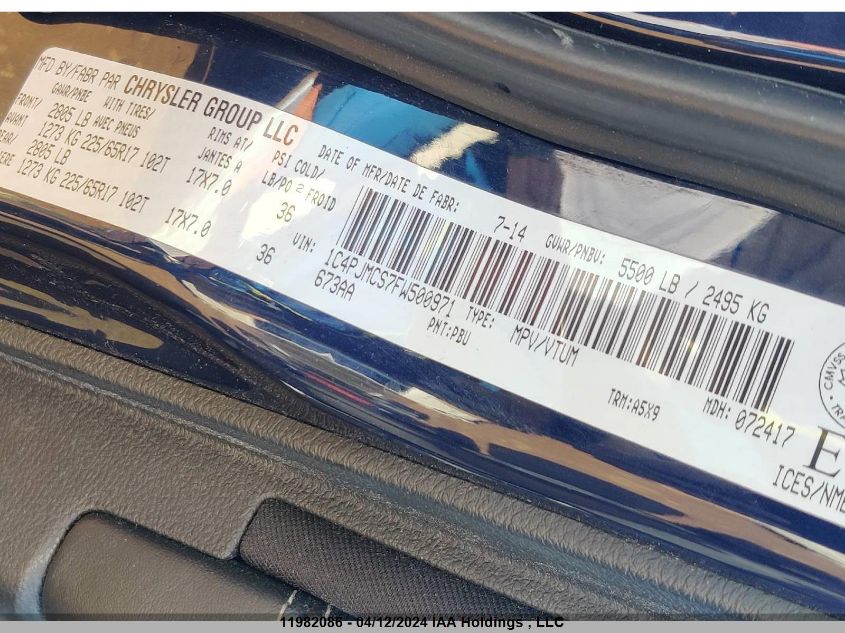 MFD BY/FABR PAR CHRYSLER GROUP LLC
DATE OF MFR/DATE DE FABR: 7-14 GVWR/PNBV: 5500 LB / 2495 KG
GAWR/PNBE WITH TIRES/ RIMS AT/ PSI COLD/
AVEC PNEUS JANTES A LB/PO 2 FROID
FRONT/ 2805 LB
AVANT 1273 KG 225/65R17 102T 17X7.0 36
2805 LB
1273 KG 225/65R17 102T 17X7.0 36
VIN: 1C4PJMCS7FW500971 TYPE: MPV/VTUM
673AA PNT:PBU TRM:A5X9 MDH: 072417
CMVSS
ICES/NMB
11982086 - 04/12/2024 IAA Holdings , LLC